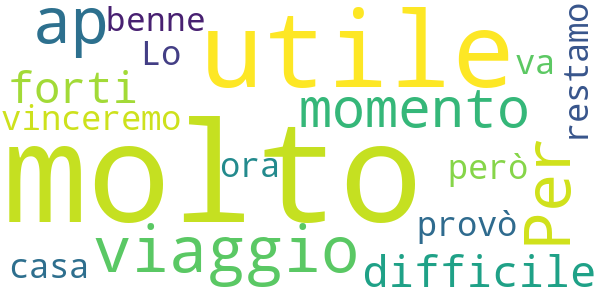 ap
benne
utile
Lo
va
restamo
forti
momento
vinceremo
molto
ora
però
Per
provò
viaggio
casa
difficile